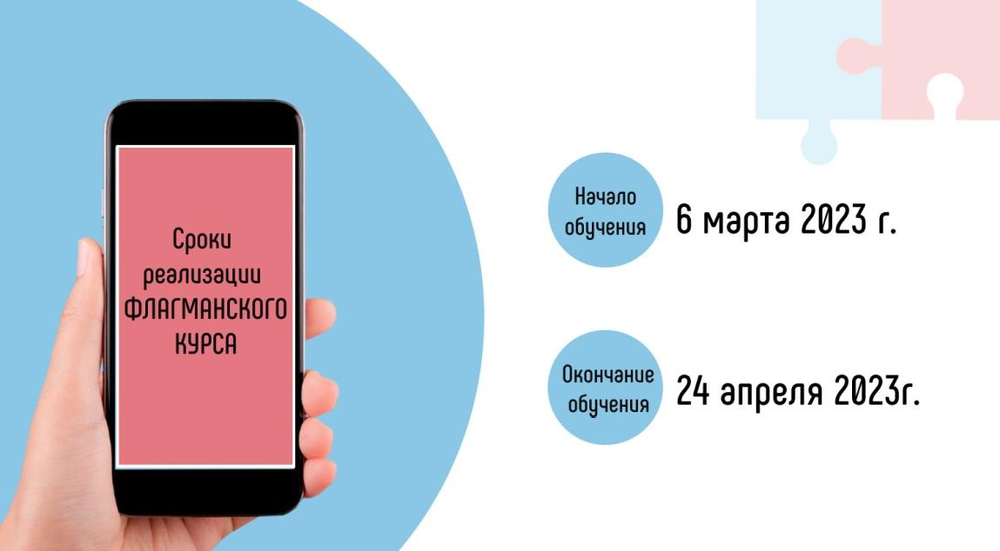 Сроки
реализации
ФЛАГМАНСКОГО
КУРСА
Начало
обучения
6 марта 2023 г.
Окончание
обучения
24 апреля 2023г.